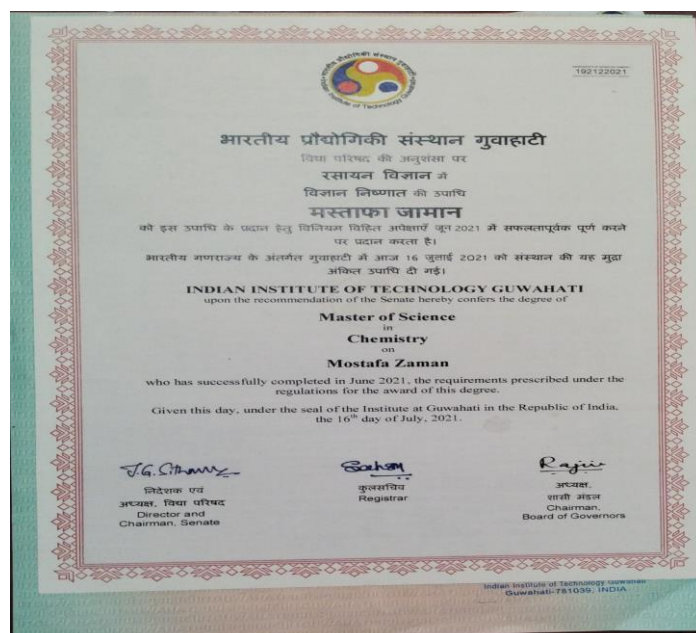 भारतीय प्रौद्योगिकी संस्थान गुवाहाटी
Indian Institute of Technology Guwahati
192122021
भारतीय प्रौद्योगिकी संस्थान गुवाहाटी
विद्या परिषद की अनुशंसा पर
रसायन विज्ञान में
विज्ञान निष्णात की उपाधि
मस्ताफा जामान
को इस उपाधि के प्रदान हेतु विनियम विहित अपेक्षाएँ जून 2021 में सफलतापूर्वक पूर्ण करने
पर प्रदान करता है।
भारतीय गणराज्य के अंतर्गत गुवाहाटी में आज 16 जुलाई 2021 को संस्थान की यह मुद्रा
अंकित उपाधि दी गई।
INDIAN INSTITUTE OF TECHNOLOGY GUWAHATI
upon the recommendation of the Senate hereby confers the degree of
Master of Science
in
Chemistry
on
Mostafa Zaman
who has successfully completed in June 2021, the requirements prescribed under the
regulations for the award of this degree.
Given this day, under the seal of the Institute at Guwahati in the Republic of India,
the 16th day of July, 2021.
निदेशक एवं
अध्यक्ष, विद्या परिषद
Director and
Chairman, Senate
कुलसचिव
Registrar
अध्यक्ष,
शासी मंडल
Chairman,
Board of Governors
Indian Institute of Technology Guwahati
Guwahati-781039, INDIA